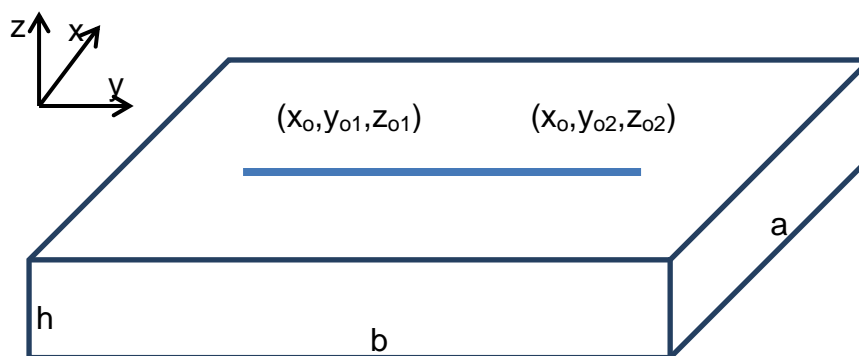 z
x
y
(xₒ,yₒ₁,zₒ₁)
(xₒ,yₒ₂,zₒ₂)
a
h
b